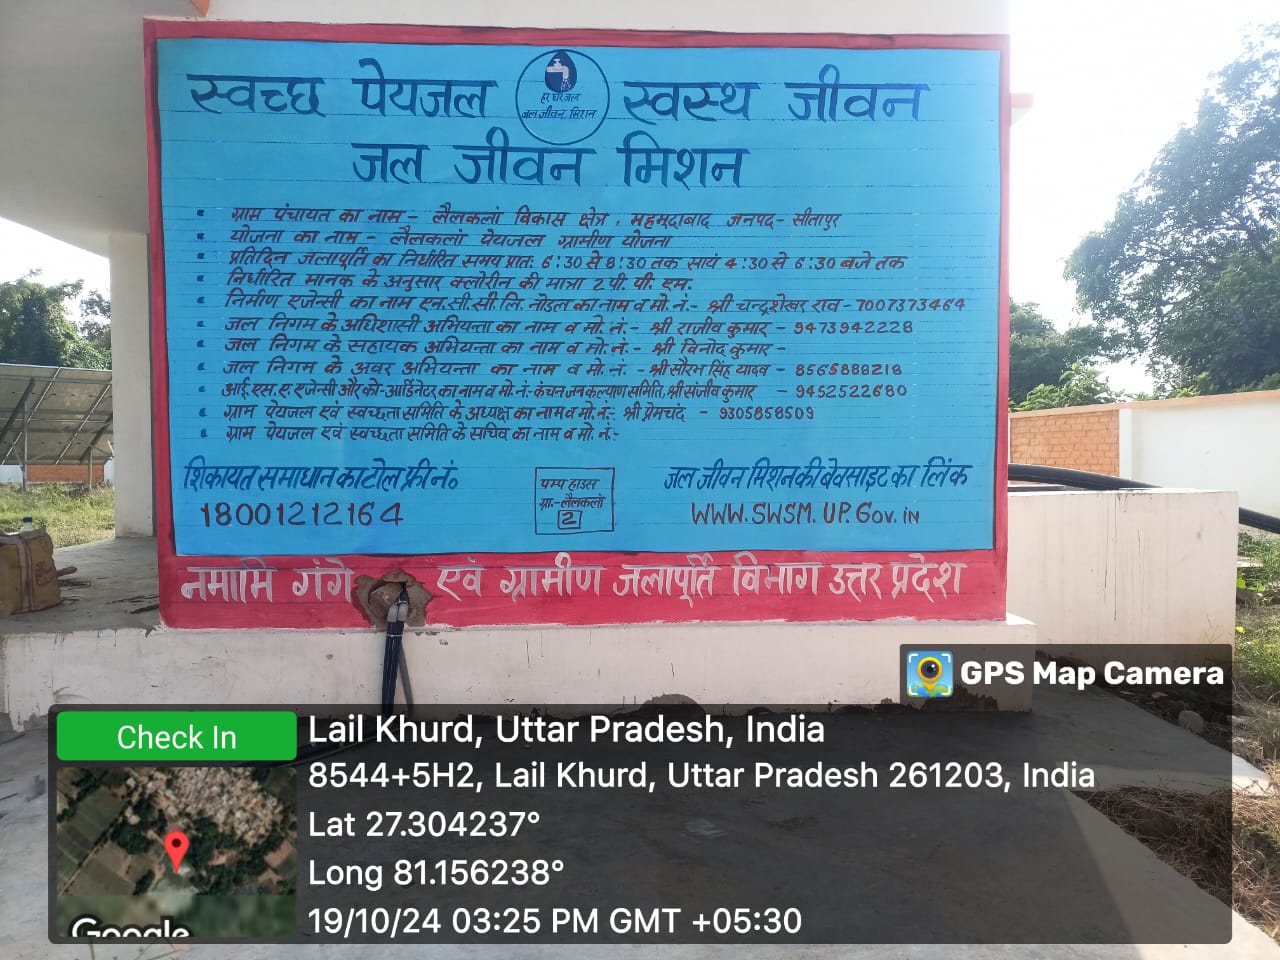 स्वच्छ पेयजल स्वस्थ जीवन
हर घर जल
जल जीवन मिशन
जल जीवन मिशन
ग्राम पंचायत का नाम - लैलकलां विकास क्षेत्र, महमूदाबाद जनपद- सीतापुर
योजना का नाम - लैलकलां पेयजल ग्रामीण योजना
प्रतिदिन जलापूर्ति का निर्धारित समय प्रात: 6:30 से 8:30 तक सायं 4:30 से 6:30 बजे तक
निर्धारित मानक के अनुसार क्लोरीन की मात्रा 2 पी. पी. एम.
निर्माण एजेन्सी का नाम एन.सी.सी.लि. नोडल का नाम व मो.नं.- श्री चन्द्रशेखर राव - 7007373464
जल निगम के अधिशासी अभियन्ता का नाम व मो.नं.- श्री राजीव कुमार - 9473942228
जल निगम के सहायक अभियन्ता का नाम व मो.नं.- श्री विनोद कुमार -
जल निगम के अवर अभियन्ता का नाम व मो.नं. - श्री सौरभ सिंह यादव - 8565888218
आई.एस.ए. एजेन्सी और को-आर्डिनेटर का नाम व मो.नं.- कंचन जन कल्याण समिति, श्री संजीव कुमार - 9452522680
ग्राम पेयजल एवं स्वच्छता समिति के अध्यक्ष का नाम व मो.नं.- श्री प्रेमचंद - 9305858509
ग्राम पेयजल एवं स्वच्छता समिति के सचिव का नाम व मो.नं.-
शिकायत समाधान का टोल फ्री नं.
18001212164
पम्प हाउस
ग्रा.-लैलकलां
2
जल जीवन मिशन की वेबसाइट का लिंक
WWW.SWSM.UP.Gov.in
नमामि गंगे एवं ग्रामीण जलापूर्ति विभाग उत्तर प्रदेश
GPS Map Camera
Check In
Lail Khurd, Uttar Pradesh, India
8544+5H2, Lail Khurd, Uttar Pradesh 261203, India
Lat 27.304237°
Long 81.156238°
19/10/24 03:25 PM GMT +05:30
Google